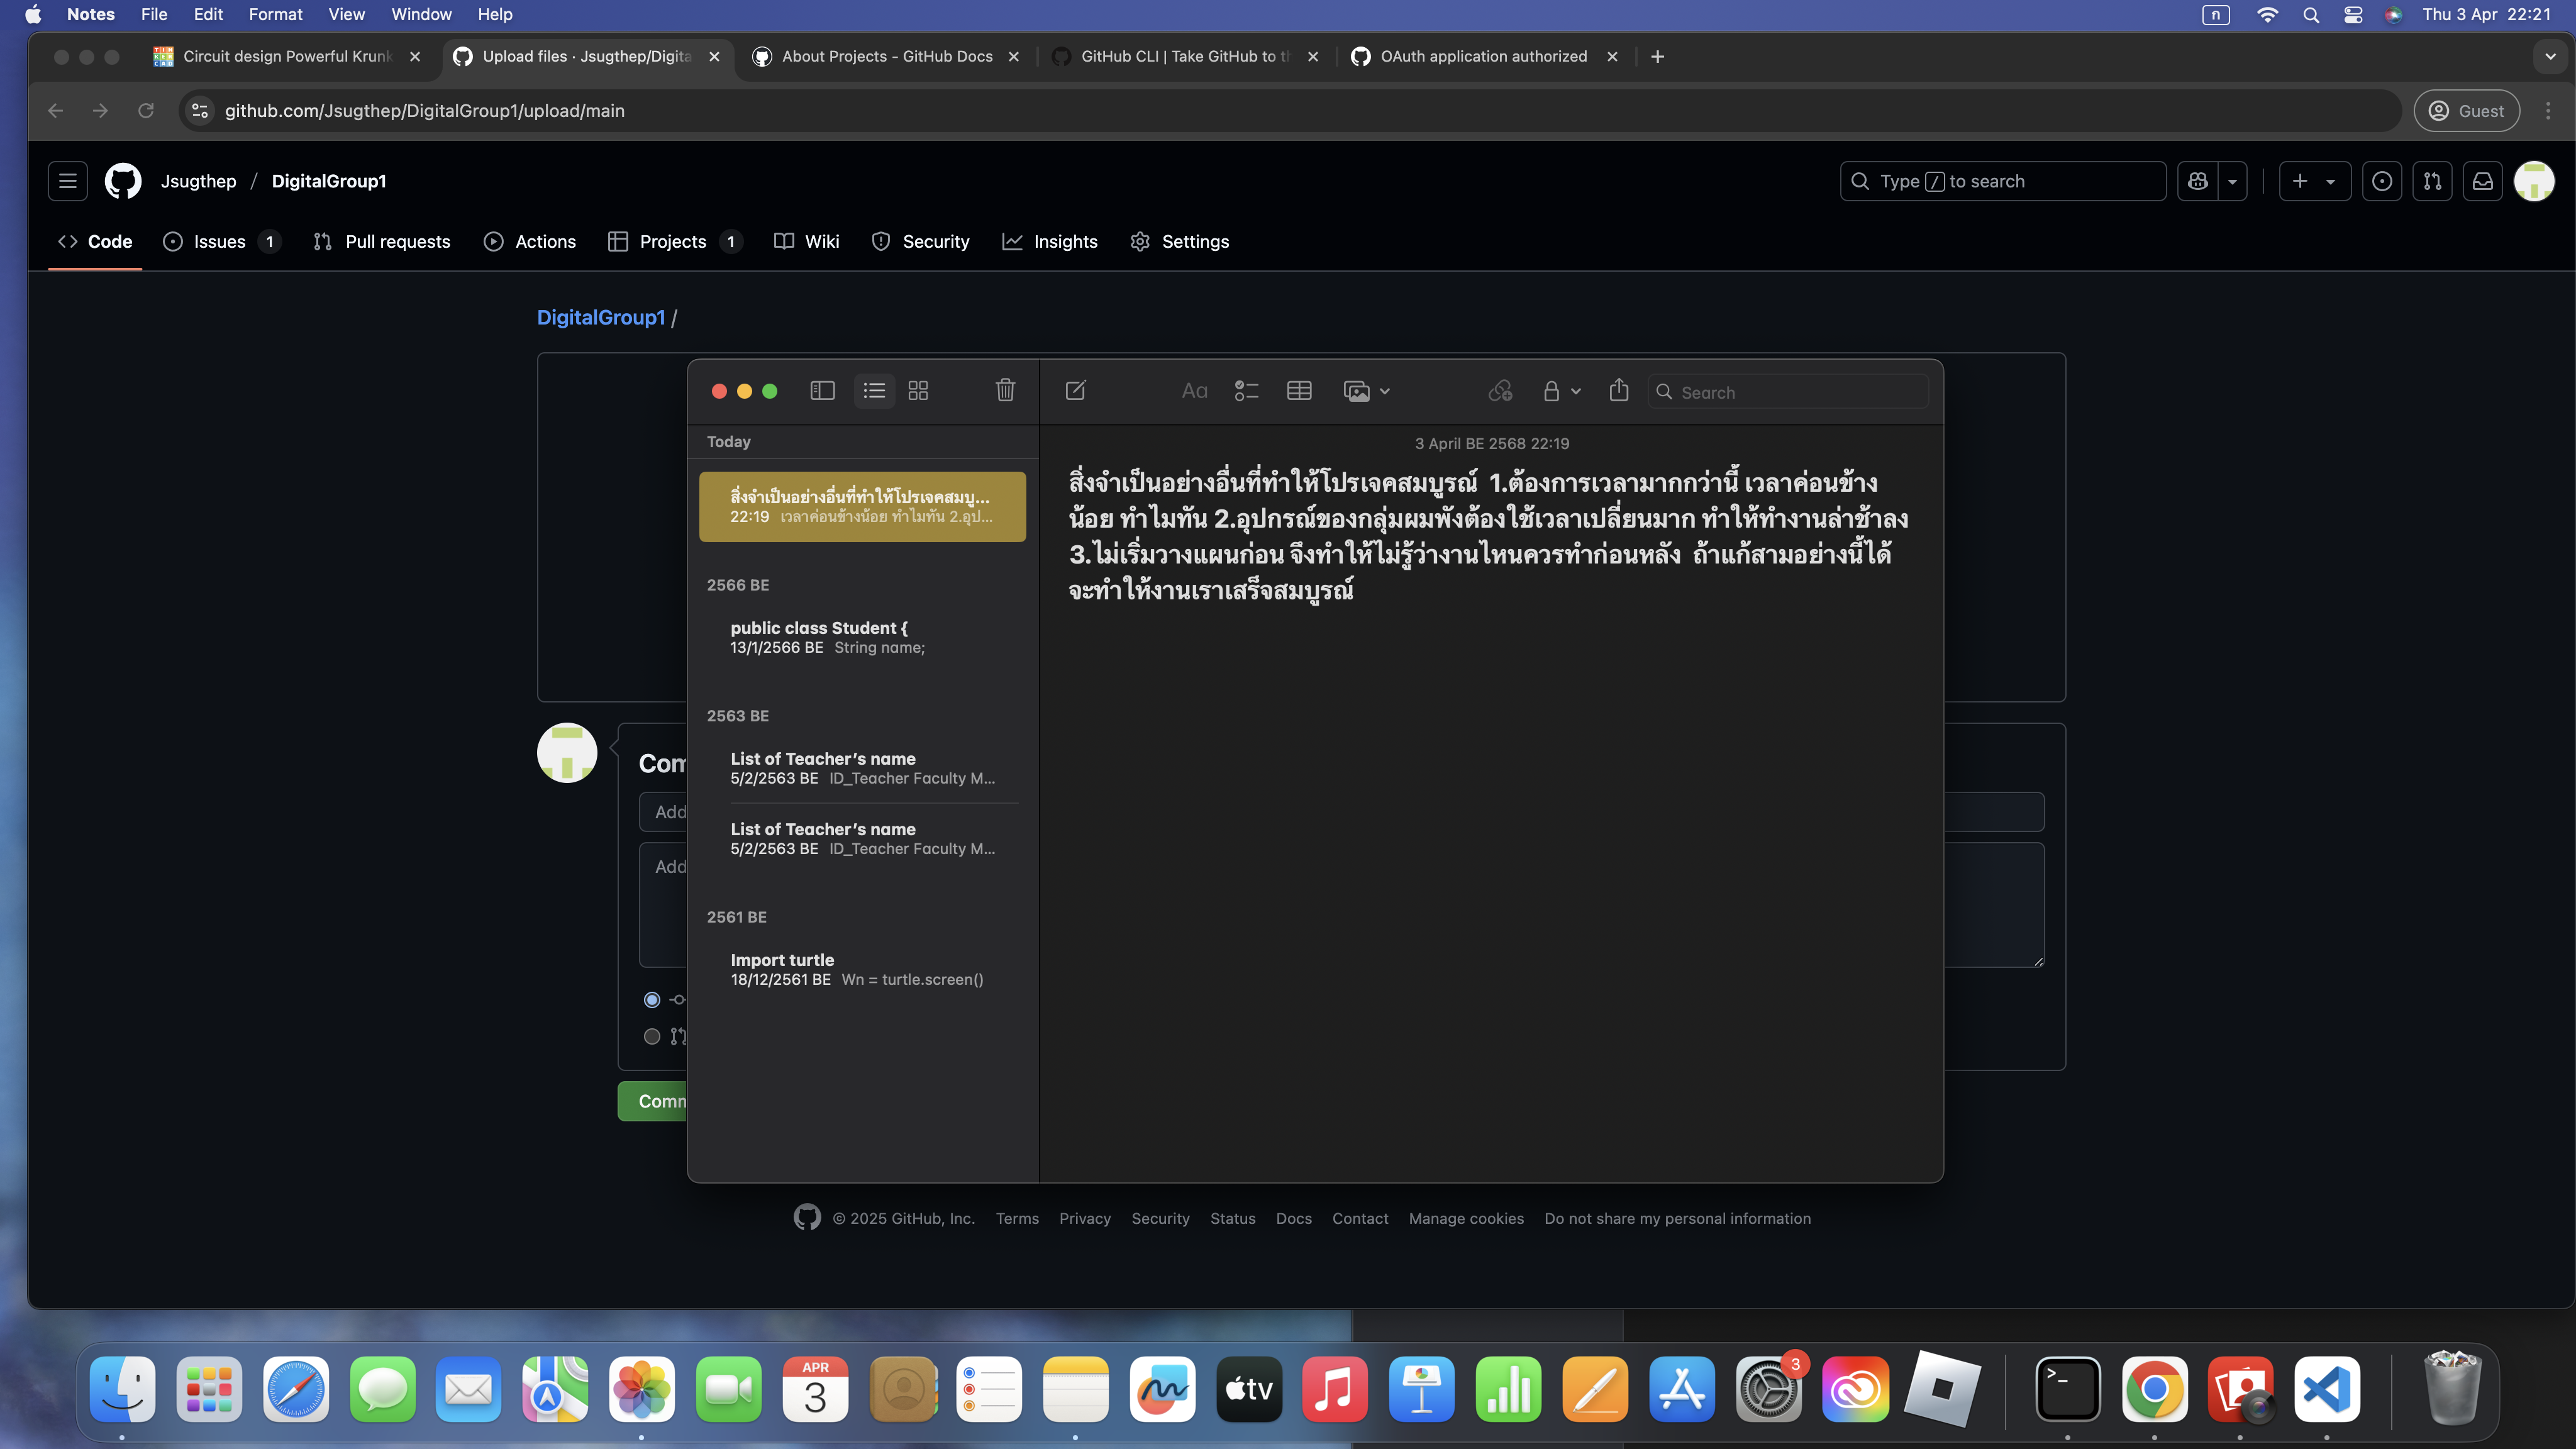 Notes File Edit Format View Window Help ก Thu 3 Apr 22:21
Circuit design Powerful Krunk Upload files · Jsugthep/Digita About Projects - GitHub Docs GitHub CLI | Take GitHub to th OAuth application authorized
github.com/Jsugthep/DigitalGroup1/upload/main Guest
Jsugthep / DigitalGroup1 Type / to search
Code Issues 1 Pull requests Actions Projects 1 Wiki Security Insights Settings
DigitalGroup1 /
Search
Today
สิ่งจำเป็นอย่างอื่นที่ทำให้โปรเจคสมบู...
22:19 เวลาค่อนข้างน้อย ทำไมทัน 2.อุป...
2566 BE
public class Student {
13/1/2566 BE String name;
2563 BE
List of Teacher’s name
5/2/2563 BE ID_Teacher Faculty M...
List of Teacher’s name
5/2/2563 BE ID_Teacher Faculty M...
2561 BE
Import turtle
18/12/2561 BE Wn = turtle.screen()
3 April BE 2568 22:19
สิ่งจำเป็นอย่างอื่นที่ทำให้โปรเจคสมบูรณ์ 1.ต้องการเวลามากกว่านี้ เวลาค่อนข้าง
น้อย ทำไมทัน 2.อุปกรณ์ของกลุ่มผมพังต้องใช้เวลาเปลี่ยนมาก ทำให้ทำงานล่าช้าลง
3.ไม่เริ่มวางแผนก่อน จึงทำให้ไม่รู้ว่างานไหนควรทำก่อนหลัง ถ้าแก้สามอย่างนี้ได้
จะทำให้งานเราเสร็จสมบูรณ์
Com
Add
Add
Comm
© 2025 GitHub, Inc. Terms Privacy Security Status Docs Contact Manage cookies Do not share my personal information
APR
3
tv
3